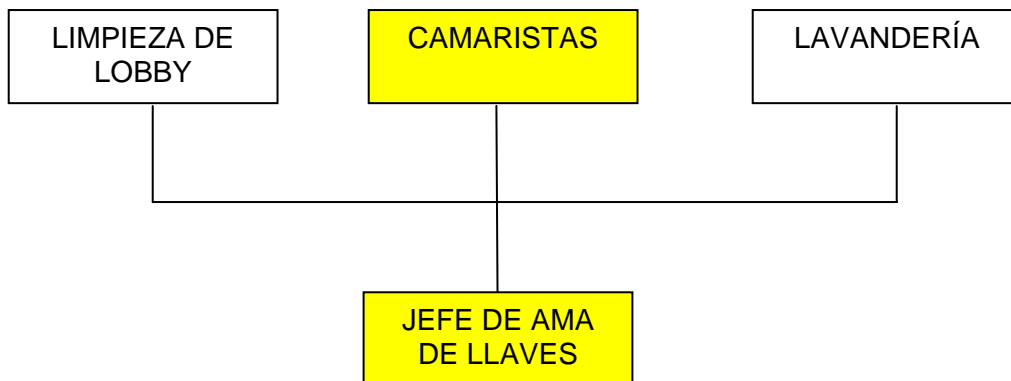 LIMPIEZA DE
LOBBY
CAMARISTAS
LAVANDERÍA
JEFE DE AMA
DE LLAVES